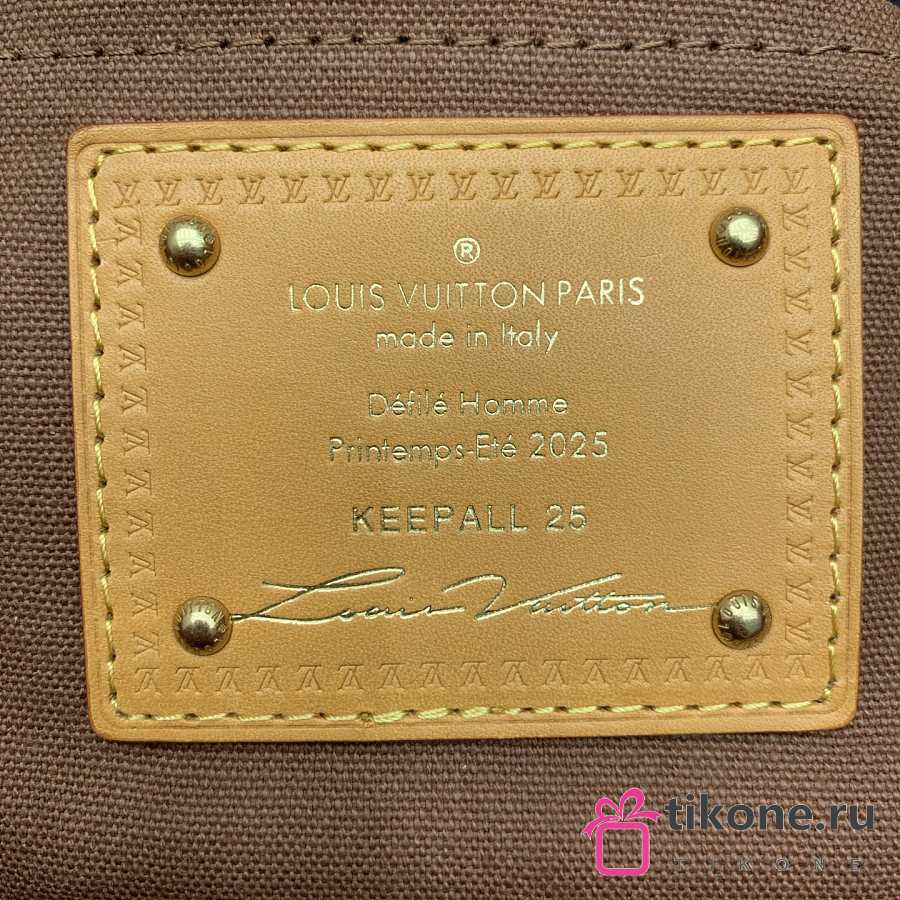 ®
LOUIS VUITTON PARIS
made in Italy
Défilé Homme
Printemps-Eté 2025
KEEPALL 25
Louis Vuitton
tikone.ru
TIKONE